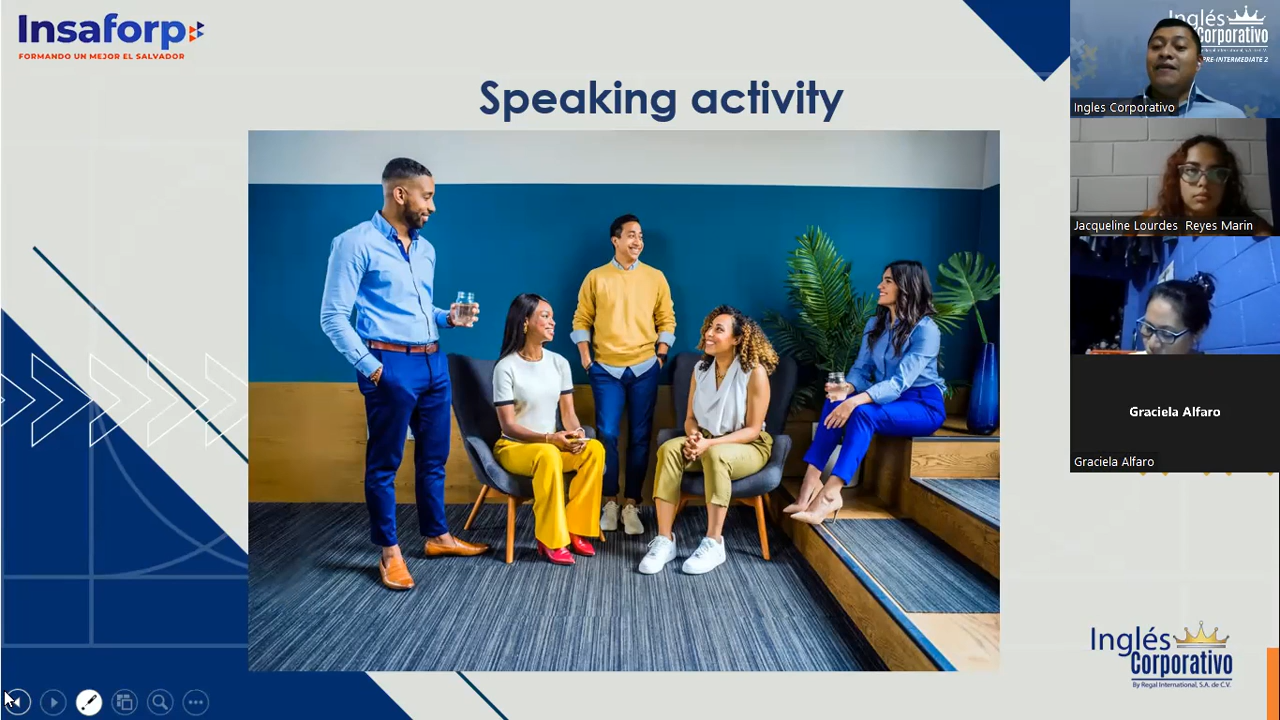 Insaforp
FORMANDO UN MEJOR EL SALVADOR
Speaking activity
Inglés
Corporativo
PRE-INTERMEDIATE 2
Ingles Corporativo
Jacqueline Lourdes Reyes Marin
Graciela Alfaro
Graciela Alfaro
Inglés
Corporativo
By Regal International, S.A. de C.V.